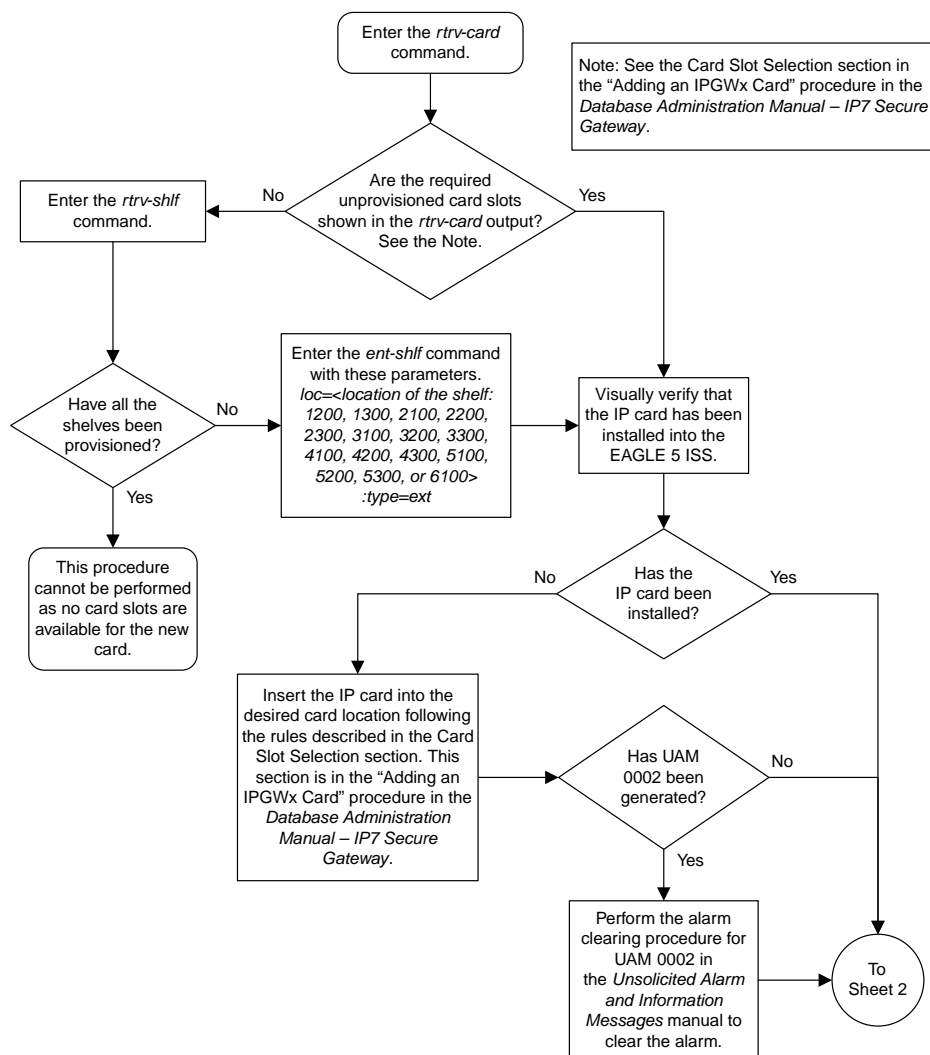 Enter the rtrv-card
command.
Note: See the Card Slot Selection section in
the “Adding an IPGWx Card” procedure in the
Database Administration Manual – IP7 Secure
Gateway.
Are the required
unprovisioned card slots
shown in the rtrv-card output?
See the Note.
No
Yes
Enter the rtrv-shlf
command.
Have all the
shelves been
provisioned?
No
Yes
Enter the ent-shlf command
with these parameters.
loc=<location of the shelf:
1200, 1300, 2100, 2200,
2300, 3100, 3200, 3300,
4100, 4200, 4300, 5100,
5200, 5300, or 6100>
:type=ext
Visually verify that
the IP card has been
installed into the
EAGLE 5 ISS.
This procedure
cannot be performed
as no card slots are
available for the new
card.
Has the
IP card been
installed?
No
Yes
Insert the IP card into the
desired card location following
the rules described in the Card
Slot Selection section. This
section is in the “Adding an
IPGWx Card” procedure in the
Database Administration
Manual – IP7 Secure
Gateway.
Has UAM
0002 been
generated?
No
Yes
Perform the alarm
clearing procedure for
UAM 0002 in
the Unsolicited Alarm
and Information
Messages manual to
clear the alarm.
To
Sheet 2